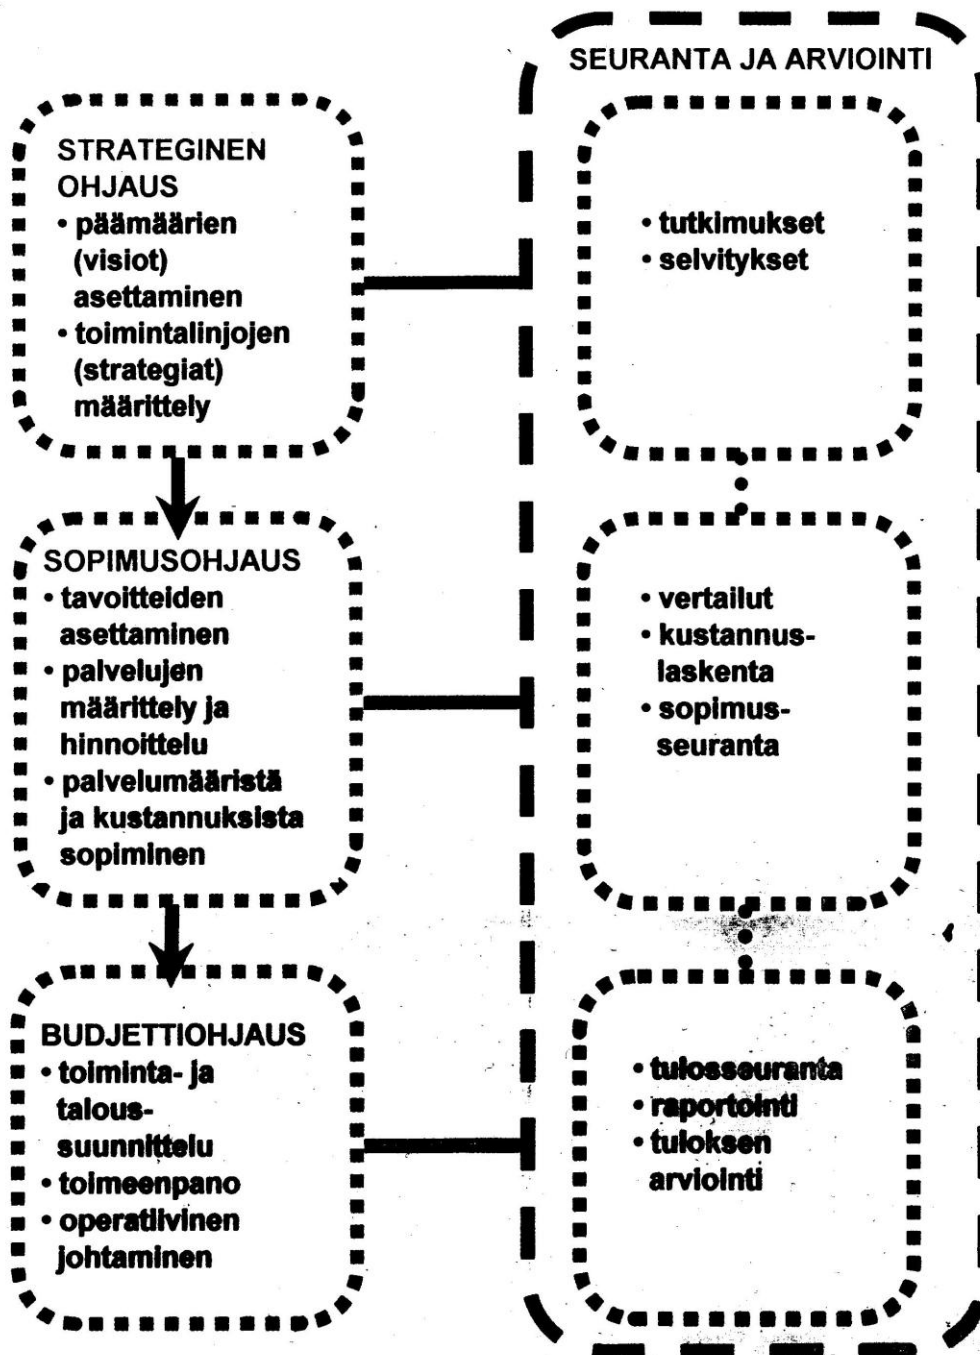 SEURANTA JA ARVIOINTI
STRATEGINEN
OHJAUS
• päämäärien
(visiot)
asettaminen
• toimintalinjojen
(strategiat)
määrittely
• tutkimukset
• selvitykset
SOPIMUSOHJAUS
• tavoitteiden
asettaminen
• palvelujen
määrittely ja
hinnoittelu
• palvelumääristä
ja kustannuksista
sopiminen
• vertailut
• kustannus-
laskenta
• sopimus-
seuranta
BUDJETTIOHJAUS
• toiminta- ja
talous-
suunnittelu
• toimeenpano
• operatiivinen
johtaminen
• tulosseuranta
• raportointi
• tuloksen
arviointi